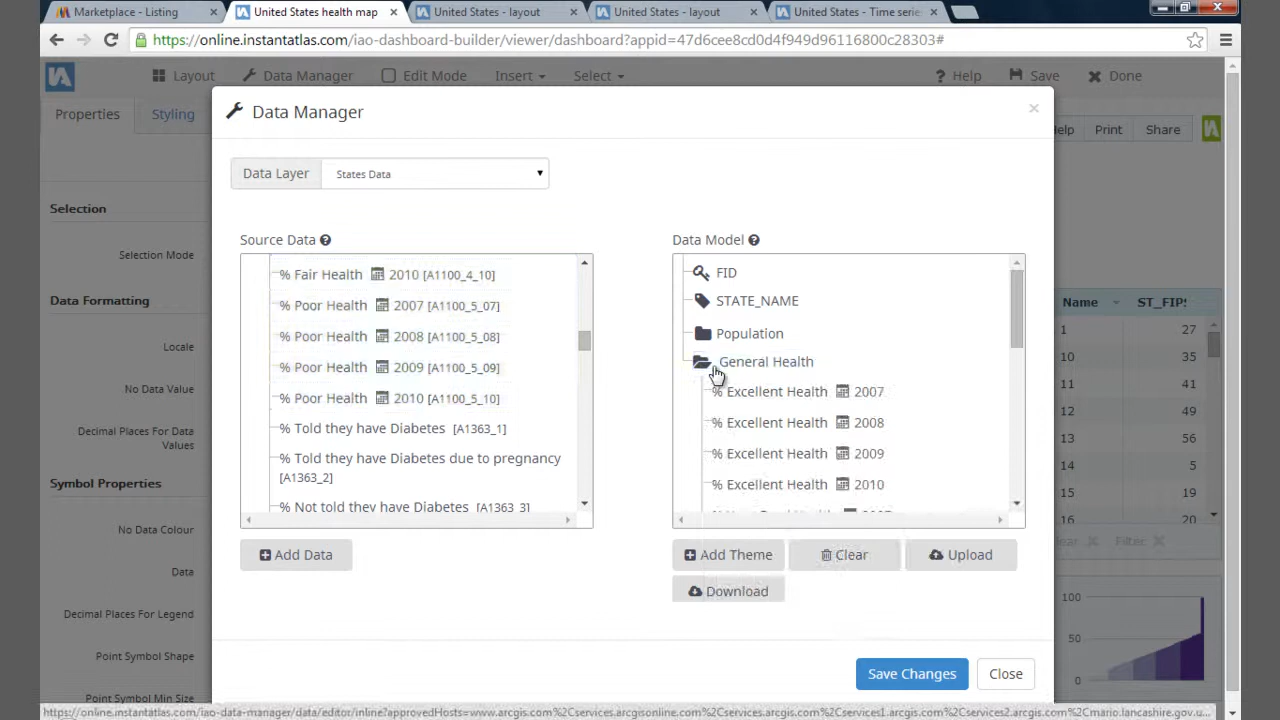 Marketplace - Listing
United States health map
United States - layout
United States - layout
United States - Time serie
https://online.instantatlas.com/iao-dashboard-builder/viewer/dashboard?appid=47d6cee8cd0d4f949d96116800c28303#
Layout
Data Manager
Edit Mode
Insert
Select
Help
Save
Done
Properties
Styling
elp
Print
Share
Data Manager
Data Layer
States Data
Selection
Selection Mode
Data Formatting
Locale
No Data Value
Decimal Places For Data
Values
Symbol Properties
No Data Colour
Data
Decimal Places For Legend
Point Symbol Shape
Point Symbol Min Size
Source Data
% Fair Health 2010 [A1100_4_10]
% Poor Health 2007 [A1100_5_07]
% Poor Health 2008 [A1100_5_08]
% Poor Health 2009 [A1100_5_09]
% Poor Health 2010 [A1100_5_10]
% Told they have Diabetes [A1363_1]
% Told they have Diabetes due to pregnancy
[A1363_2]
% Not told they have Diabetes [A1363_3]
Add Data
Data Model
FID
STATE_NAME
Population
General Health
% Excellent Health 2007
% Excellent Health 2008
% Excellent Health 2009
% Excellent Health 2010
Add Theme
Clear
Upload
Download
Save Changes
Close
Name ST_FIPS
1 27
10 35
11 41
12 49
13 56
14 5
15 19
16 20
lear
Filter
100
50
0
https://online.instantatlas.com/iao-data-manager/data/editor/inline?approvedHosts=www.arcgis.com%2Cservices.arcgisonline.com%2Cservices.arcgis.com%2Cservices1.arcgis.com%2Cservices2.arcgis.com%2Cmario.lancashire.gov.u...